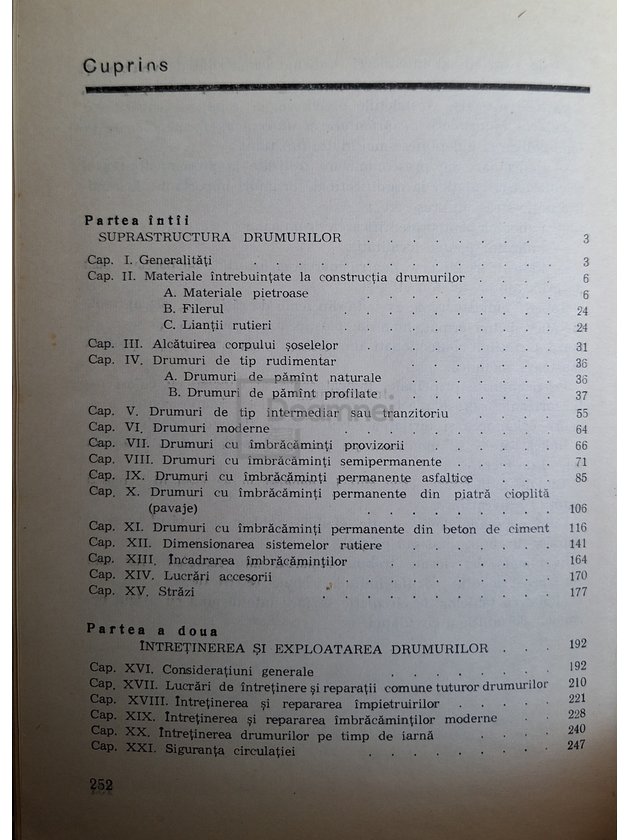 Cuprins
Partea întîi
SUPRASTRUCTURA DRUMURILOR . . . . . . . . 3
Cap. I. Generalități . . . . . . . . . . . 3
Cap. II. Materiale întrebuințate la construcția drumurilor . . . . 6
A. Materiale pietroase . . . . . . . 6
B. Filerul . . . . . . . . 24
C. Lianții rutieri . . . . . . . 24
Cap. III. Alcătuirea corpului șoselelor . . . . . . . 31
Cap. IV. Drumuri de tip rudimentar . . . . . . 36
A. Drumuri de pămînt naturale . . . . . 36
B. Drumuri de pămînt profilate . . . . . 37
Cap. V. Drumuri de tip intermediar sau tranzitoriu . . . . 55
Cap. VI. Drumuri moderne . . . . . . . . . 64
Cap. VII. Drumuri cu îmbrăcăminți provizorii . . . . . 66
Cap. VIII. Drumuri cu îmbrăcăminți semipermanente . . . . 71
Cap. IX. Drumuri cu îmbrăcăminți permanente asfaltice . . . 85
Cap. X. Drumuri cu îmbrăcăminți permanente din piatră cioplită
(pavaje) . . . . . . . . 106
Cap. XI. Drumuri cu îmbrăcăminți permanente din beton de ciment 116
Cap. XII. Dimensionarea sistemelor rutiere . . . . . . 141
Cap. XIII. Încadrarea îmbrăcăminților . . . . . . . 164
Cap. XIV. Lucrări accesorii . . . . . . . . . 170
Cap. XV. Străzi . . . . . . . . . 177
Partea a doua
ÎNTREȚINEREA ȘI EXPLOATAREA DRUMURILOR . . . 192
Cap. XVI. Considerațiuni generale . . . . . . . 192
Cap. XVII. Lucrări de întreținere și reparații comune tuturor drumurilor 210
Cap. XVIII. Întreținerea și repararea împietruirilor . . . . 221
Cap. XIX. Întreținerea și repararea îmbrăcăminților moderne . . 228
Cap. XX. Întreținerea drumurilor pe timp de iarnă . . . . 240
Cap. XXI. Siguranța circulației . . . . . . . 247
252